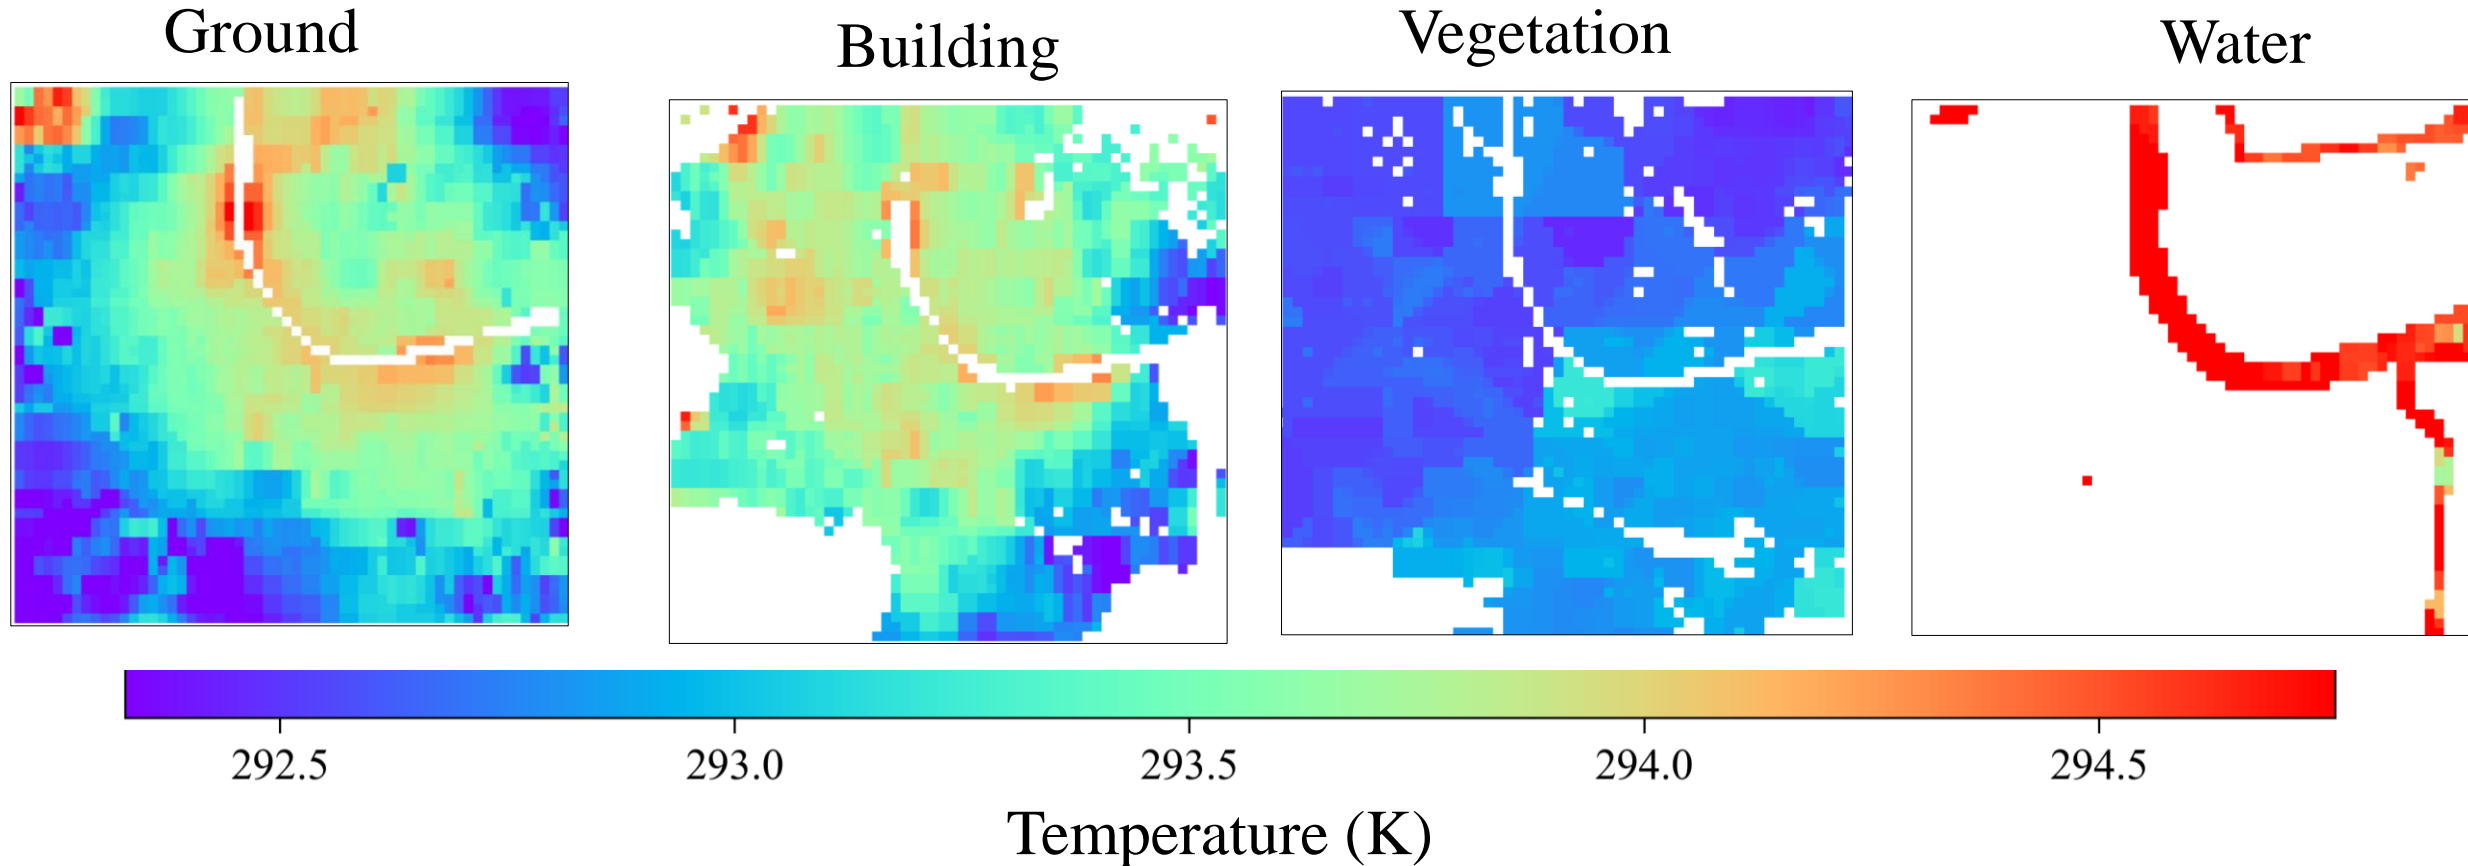 Ground
Building
Vegetation
Water
292.5 293.0 293.5 294.0 294.5
Temperature (K)